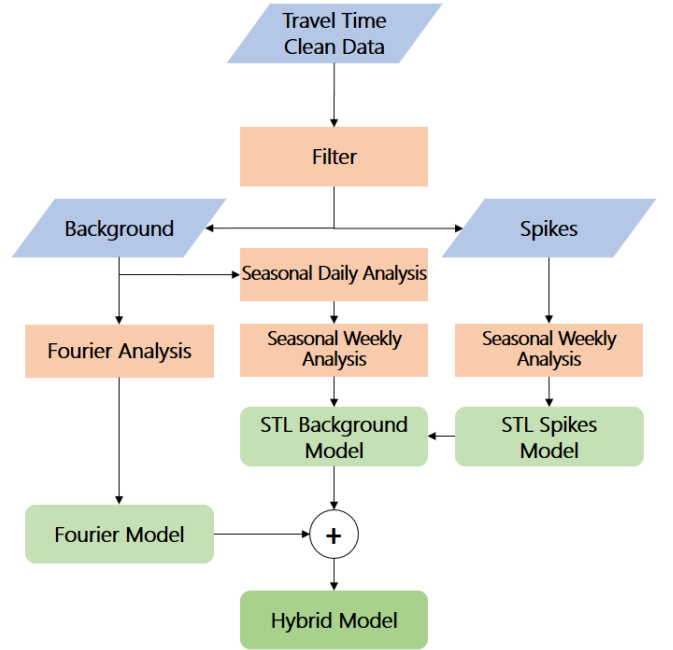 Travel Time
Clean Data
Filter
Background
Spikes
Seasonal Daily Analysis
Fourier Analysis
Seasonal Weekly
Analysis
Seasonal Weekly
Analysis
STL Background
Model
STL Spikes
Model
Fourier Model
+
Hybrid Model